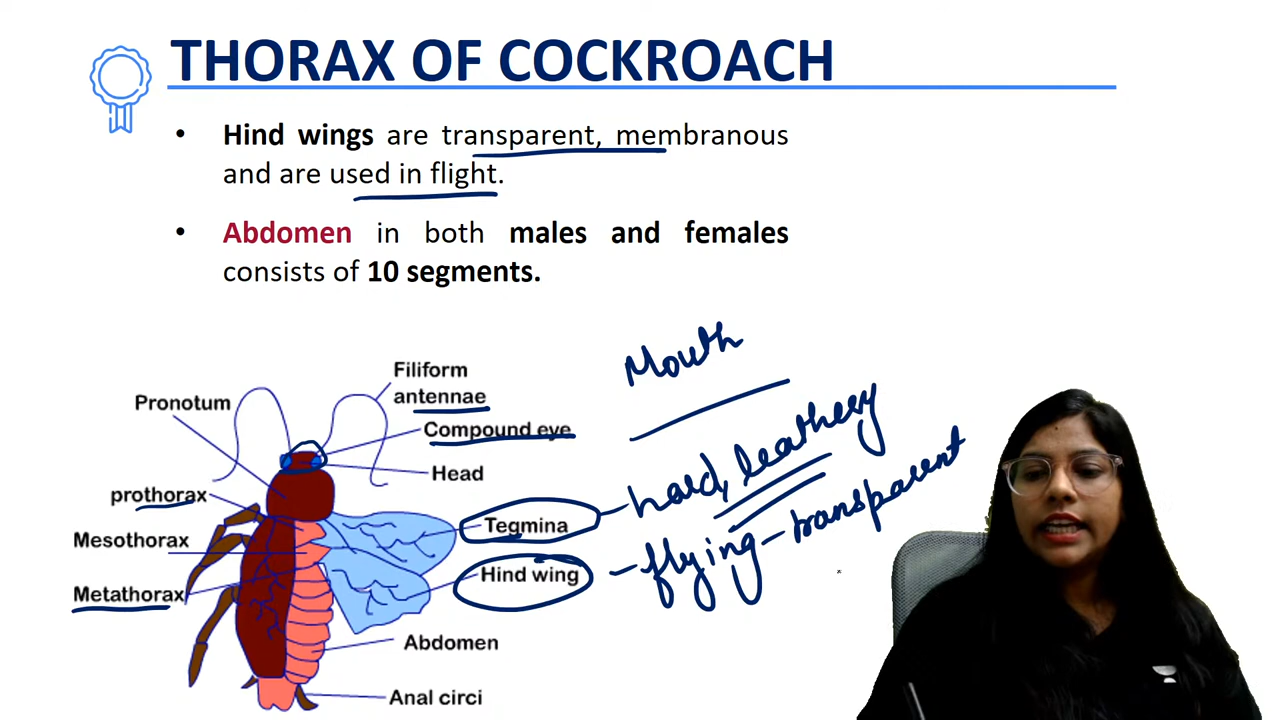 THORAX OF COCKROACH
• Hind wings are transparent, membranous
and are used in flight.
• Abdomen in both males and females
consists of 10 segments.
Mouth
Filiform
antennae
Pronotum
Compound eye
Head
hard, leathery
prothorax
Tegmina
Mesothorax
flying - transparent
Hind wing
Metathorax
Abdomen
Anal circi